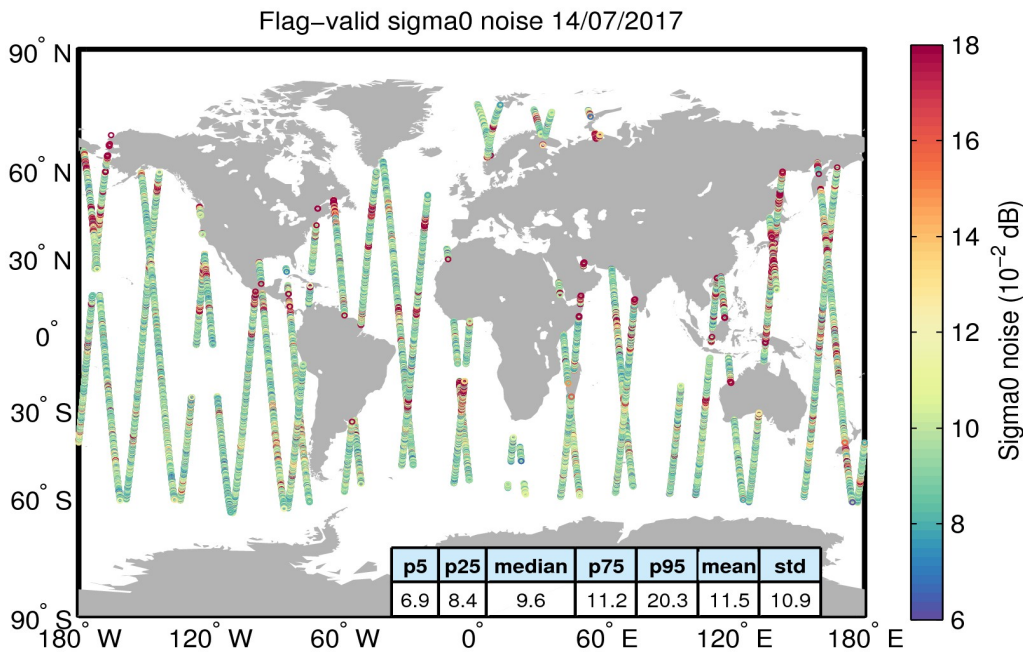 Flag−valid sigma0 noise 14/07/2017
90° N
60° N
30° N
0°
30° S
60° S
90° S
180° W
120° W
60° W
0°
60° E
120° E
180° E
p5 p25 median p75 p95 mean std
6.9 8.4 9.6 11.2 20.3 11.5 10.9
18
16
14
12
10
8
6
Sigma0 noise (10⁻² dB)